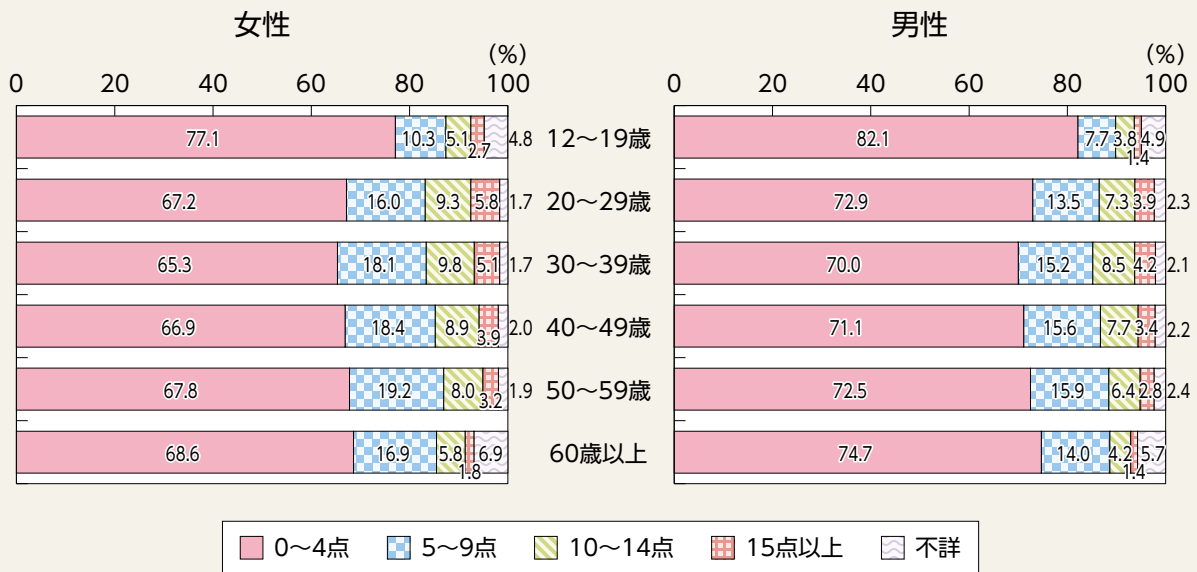 女性
(%)
0 20 40 60 80 100
男性
(%)
0 20 40 60 80 100
77.1 10.3 5.1 2.7 4.8 12～19歳 82.1 7.7 3.8 1.4 4.9
67.2 16.0 9.3 5.8 1.7 20～29歳 72.9 13.5 7.3 3.9 2.3
65.3 18.1 9.8 5.1 1.7 30～39歳 70.0 15.2 8.5 4.2 2.1
66.9 18.4 8.9 3.9 2.0 40～49歳 71.1 15.6 7.7 3.4 2.2
67.8 19.2 8.0 3.2 1.9 50～59歳 72.5 15.9 6.4 2.8 2.4
68.6 16.9 5.8 1.8 6.9 60歳以上 74.7 14.0 4.2 1.4 5.7
0～4点 5～9点 10～14点 15点以上 不詳